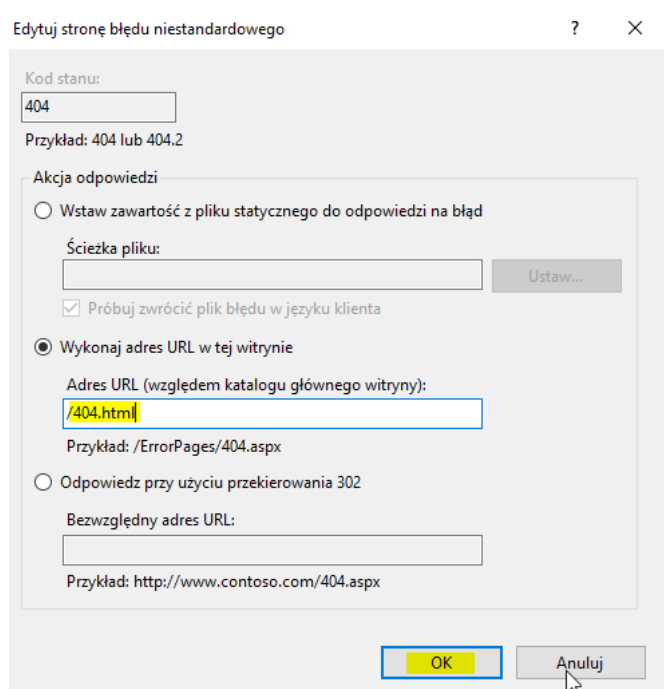 Edytuj stronę błędu niestandardowego ? ×
Kod stanu:
404
Przykład: 404 lub 404.2
Akcja odpowiedzi
Wstaw zawartość z pliku statycznego do odpowiedzi na błąd
Ścieżka pliku:
Ustaw...
Próbuj zwrócić plik błędu w języku klienta
Wykonaj adres URL w tej witrynie
Adres URL (względem katalogu głównego witryny):
/404.html
Przykład: /ErrorPages/404.aspx
Odpowiedz przy użyciu przekierowania 302
Bezwzględny adres URL:
Przykład: http://www.contoso.com/404.aspx
OK Anuluj